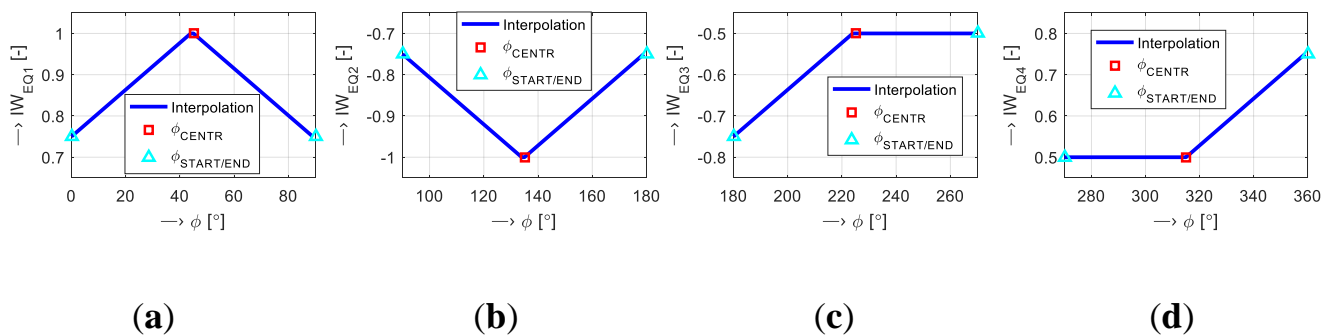 1
0.9
0.8
0.7
0 20 40 60 80
—> IW_EQ1 [-]
—> ϕ [°]
Interpolation
ϕ_CENTR
ϕ_START/END
(a)
-0.7
-0.8
-0.9
-1
100 120 140 160 180
—> IW_EQ2 [-]
—> ϕ [°]
Interpolation
ϕ_CENTR
ϕ_START/END
(b)
-0.5
-0.6
-0.7
-0.8
180 200 220 240 260
—> IW_EQ3 [-]
—> ϕ [°]
Interpolation
ϕ_CENTR
ϕ_START/END
(c)
0.8
0.7
0.6
0.5
280 300 320 340 360
—> IW_EQ4 [-]
—> ϕ [°]
Interpolation
ϕ_CENTR
ϕ_START/END
(d)